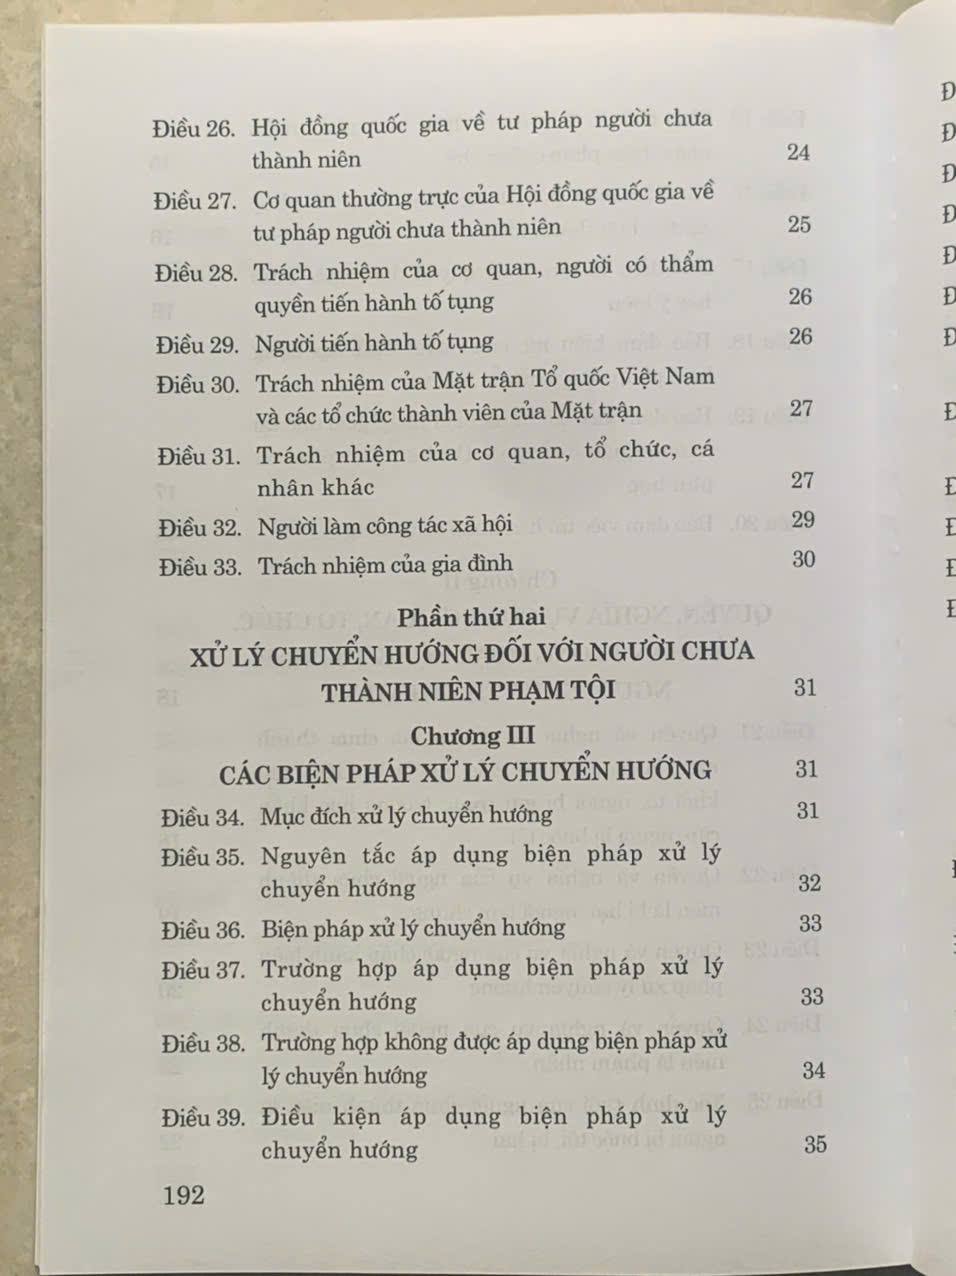 Điều 26. Hội đồng quốc gia về tư pháp người chưa
thành niên 24
Điều 27. Cơ quan thường trực của Hội đồng quốc gia về
tư pháp người chưa thành niên 25
Điều 28. Trách nhiệm của cơ quan, người có thẩm
quyền tiến hành tố tụng 26
Điều 29. Người tiến hành tố tụng 26
Điều 30. Trách nhiệm của Mặt trận Tổ quốc Việt Nam
và các tổ chức thành viên của Mặt trận 27
Điều 31. Trách nhiệm của cơ quan, tổ chức, cá
nhân khác 27
Điều 32. Người làm công tác xã hội 29
Điều 33. Trách nhiệm của gia đình 30
Phần thứ hai
XỬ LÝ CHUYỂN HƯỚNG ĐỐI VỚI NGƯỜI CHƯA
THÀNH NIÊN PHẠM TỘI 31
Chương III
CÁC BIỆN PHÁP XỬ LÝ CHUYỂN HƯỚNG 31
Điều 34. Mục đích xử lý chuyển hướng 31
Điều 35. Nguyên tắc áp dụng biện pháp xử lý
chuyển hướng 32
Điều 36. Biện pháp xử lý chuyển hướng 33
Điều 37. Trường hợp áp dụng biện pháp xử lý
chuyển hướng 33
Điều 38. Trường hợp không được áp dụng biện pháp xử
lý chuyển hướng 34
Điều 39. Điều kiện áp dụng biện pháp xử lý
chuyển hướng 35
192